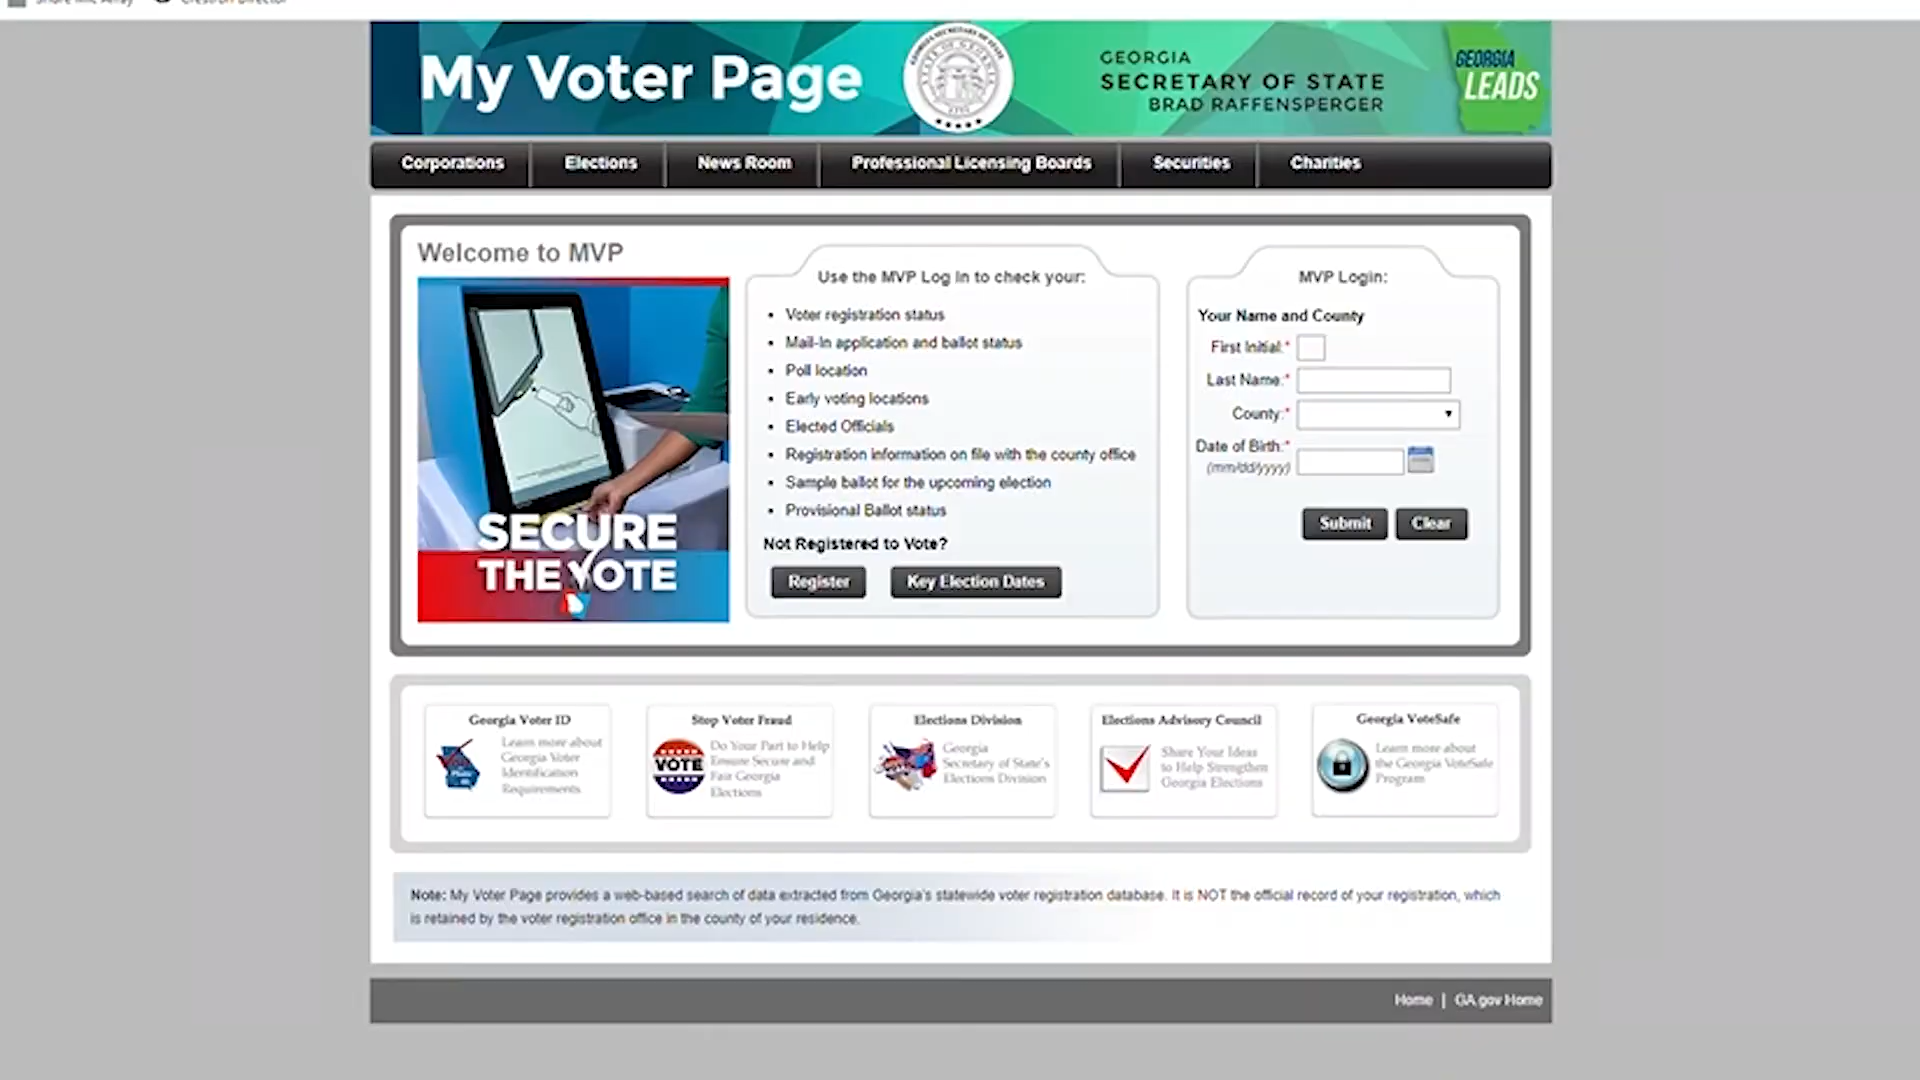 Share Mic Array Crestron Director
My Voter Page
GEORGIA
SECRETARY OF STATE
BRAD RAFFENSPERGER
GEORGIA
LEADS
Corporations Elections News Room Professional Licensing Boards Securities Charities
Welcome to MVP
SECURE
THE VOTE
Use the MVP Log In to check your:
• Voter registration status
• Mail-In application and ballot status
• Poll location
• Early voting locations
• Elected Officials
• Registration information on file with the county office
• Sample ballot for the upcoming election
• Provisional Ballot status
Not Registered to Vote?
Register Key Election Dates
MVP Login:
Your Name and County
First Initial:*
Last Name:*
County:*
Date of Birth:*
(mm/dd/yyyy)
Submit Clear
Georgia Voter ID
Learn more about
Georgia Voter
Identification
Requirements
Stop Voter Fraud
VOTE
Do Your Part to Help
Ensure Secure and
Fair Georgia
Elections
Elections Division
Georgia
Secretary of State's
Elections Division
Elections Advisory Council
Share Your Ideas
to Help Strengthen
Georgia Elections
Georgia VoteSafe
Learn more about
the Georgia VoteSafe
Program
Note: My Voter Page provides a web-based search of data extracted from Georgia's statewide voter registration database. It is NOT the official record of your registration, which
is retained by the voter registration office in the county of your residence.
Home | GA.gov Home